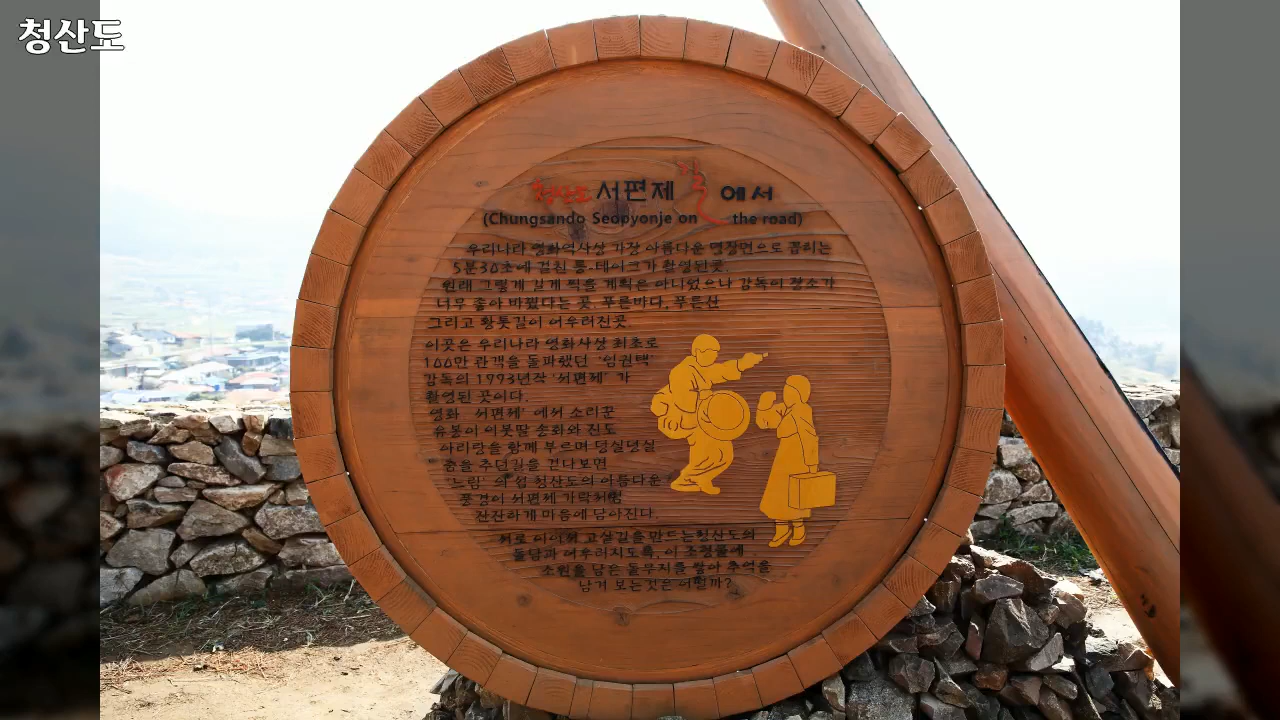 청산도
청산도 서편제 길 에서
(Chungsando Seopyonje on the road)
우리나라 영화역사상 가장 아름다운 명장면으로 꼽히는
5분30초에 걸친 롱-테이크가 촬영된곳.
원래 그렇게 길게 찍을 계획은 아니었으나 감독이 장소가
너무 좋아 바꿨다는 곳. 푸른바다, 푸른산
그리고 황톳길이 어우러진곳.
이곳은 우리나라 영화사상 최초로
100만 관객을 돌파했던 '임권택'
감독의 1993년작 '서편제' 가
촬영된 곳이다.
영화 서편제' 에서 소리꾼
유봉이 의붓딸 송화와 진도
아리랑을 함께 부르며 덩실덩실
춤을 추던길을 걷다보면
느림 의 섬 청산도의 아름다운
풍경이 서편제 가락처럼
잔잔하게 마음에 남아진다.
서로 이어져 고살길을 만드는청산도의
돌담과 어우러지도록, 이 조형물에
소원을 담은 돌무지를 쌓아 추억을
남겨 보는것은 어떨까?